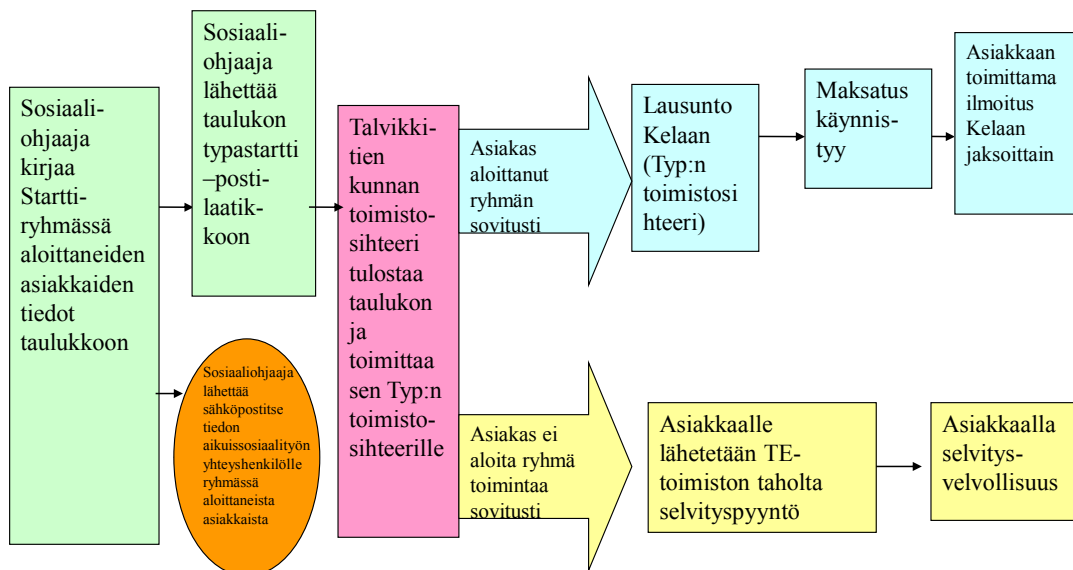 Sosiaali-
ohjaaja
kirjaa
Startti-
ryhmässä
aloittaneiden
asiakkaiden
tiedot
taulukkoon
Sosiaali-
ohjaaja
lähettää
taulukon
typastartti
–posti-
laatik-
koon
Sosiaaliohjaaja
lähettää
sähköpostitse
tiedon
aikuissosiaalityön
yhteyshenkilölle
ryhmässä
aloittaneista
asiakkaista
Talvikki-
tien
kunnan
toimisto-
sihteeri
tulostaa
taulukon
ja
toimittaa
sen Typ:n
toimisto-
sihteerille
Asiakas
aloittanut
ryhmän
sovitusti
Lausunto
Kelaan
(Typ:n
toimistosi
hteeri)
Maksatus
käynnis-
tyy
Asiakkaan
toimittama
ilmoitus
Kelaan
jaksoittain
Asiakas ei
aloita ryhmä
toimintaa
sovitusti
Asiakkaalle
lähetetään TE-
toimiston taholta
selvityspyyntö
Asiakkaalla
selvitys-
velvollisuus